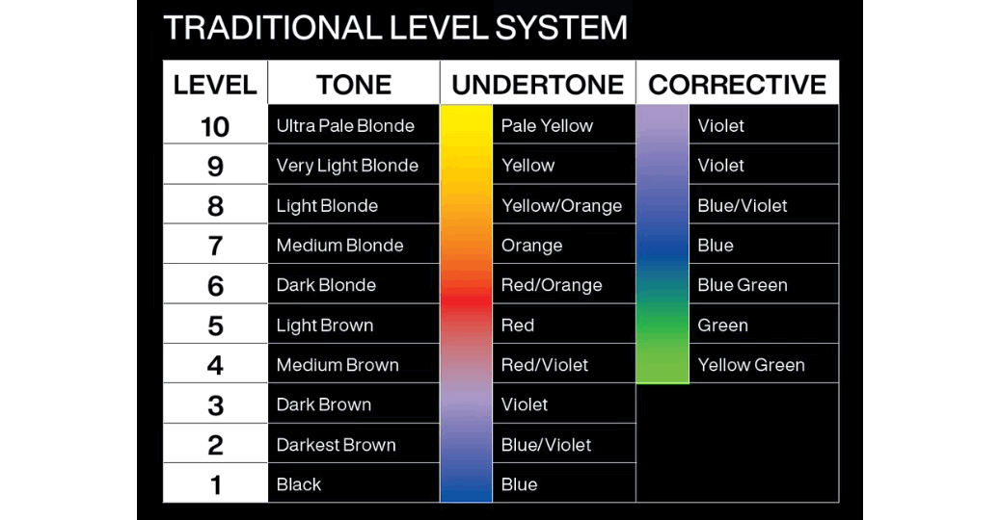 TRADITIONAL LEVEL SYSTEM
LEVEL TONE UNDERTONE CORRECTIVE
10 Ultra Pale Blonde Pale Yellow Violet
9 Very Light Blonde Yellow Violet
8 Light Blonde Yellow/Orange Blue/Violet
7 Medium Blonde Orange Blue
6 Dark Blonde Red/Orange Blue Green
5 Light Brown Red Green
4 Medium Brown Red/Violet Yellow Green
3 Dark Brown Violet
2 Darkest Brown Blue/Violet
1 Black Blue